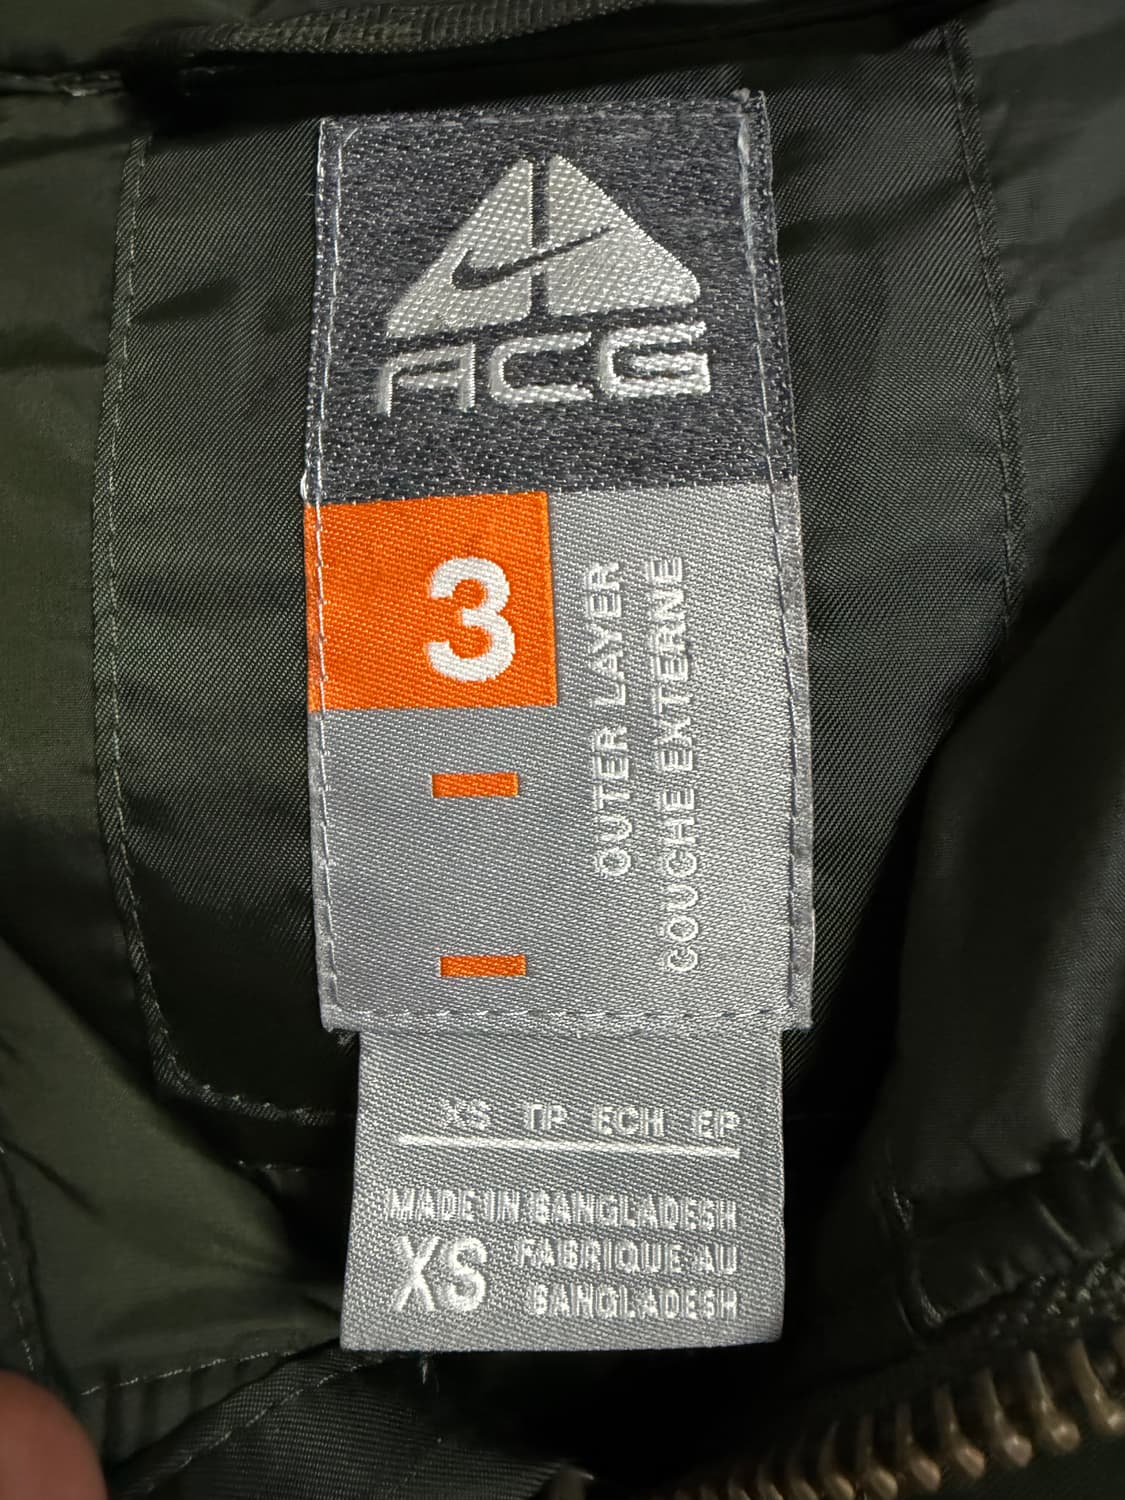 ACG
3
OUTER LAYER
COUCHE EXTERNE
XS TP ECH EP
MADE IN BANGLADESH
XS
FABRIQUE AU
BANGLADESH